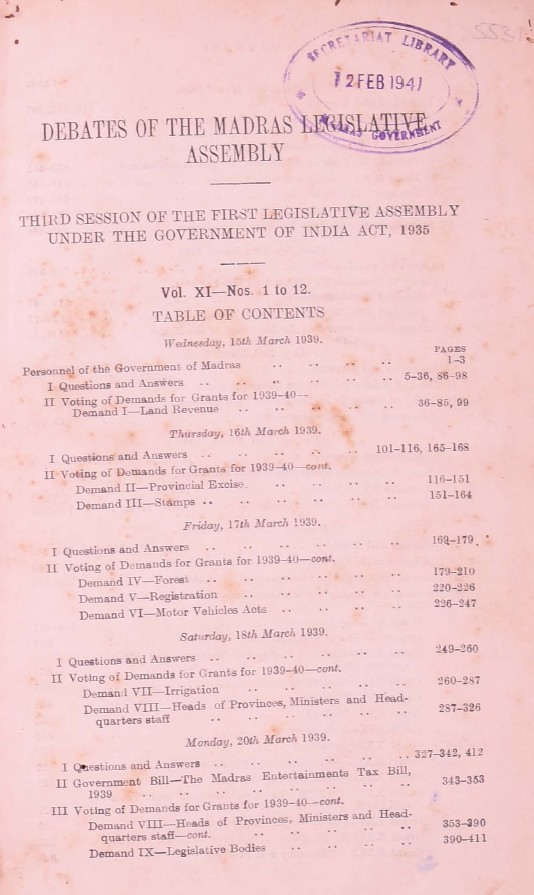 5531
SECRETARIAT LIBRARY
12 FEB 1941
MADRAS GOVERNMENT
DEBATES OF THE MADRAS LEGISLATIVE
ASSEMBLY
THIRD SESSION OF THE FIRST LEGISLATIVE ASSEMBLY
UNDER THE GOVERNMENT OF INDIA ACT, 1935
Vol. XI—Nos. 1 to 12.
TABLE OF CONTENTS
Wednesday, 15th March 1939.
PAGES
Personnel of the Government of Madras .. .. .. .. 1-3
I Questions and Answers .. .. .. .. .. .. 5-36, 86-98
II Voting of Demands for Grants for 1939-40—
Demand I—Land Revenue .. .. .. .. .. 36-85, 99
Thursday, 16th March 1939.
I Questions and Answers .. .. .. .. .. 101-116, 165-168
II Voting of Demands for Grants for 1939-40—cont.
Demand II—Provincial Excise. .. .. .. .. 116-151
Demand III—Stamps .. .. .. .. .. .. 151-164
Friday, 17th March 1939.
I Questions and Answers .. .. .. .. .. .. 169-179
II Voting of Demands for Grants for 1939-40—cont.
Demand IV—Forest .. .. .. .. .. .. 179-210
Demand V—Registration .. .. .. .. .. 220-226
Demand VI—Motor Vehicles Acts .. .. .. .. 226-247
Saturday, 18th March 1939.
I Questions and Answers .. .. .. .. .. .. 249-260
II Voting of Demands for Grants for 1939-40—cont.
Demand VII—Irrigation .. .. .. .. .. 260-287
Demand VIII—Heads of Provinces, Ministers and Head-
quarters staff .. .. .. .. .. .. 287-326
Monday, 20th March 1939.
I Questions and Answers .. .. .. .. .. .. 327-342, 412
II Government Bill—The Madras Entertainments Tax Bill,
1939 .. .. .. .. .. .. .. .. 343-353
III Voting of Demands for Grants for 1939-40—cont.
Demand VIII—Heads of Provinces, Ministers and Head-
quarters staff—cont. .. .. .. .. .. 353-390
Demand IX—Legislative Bodies .. .. .. .. 390-411